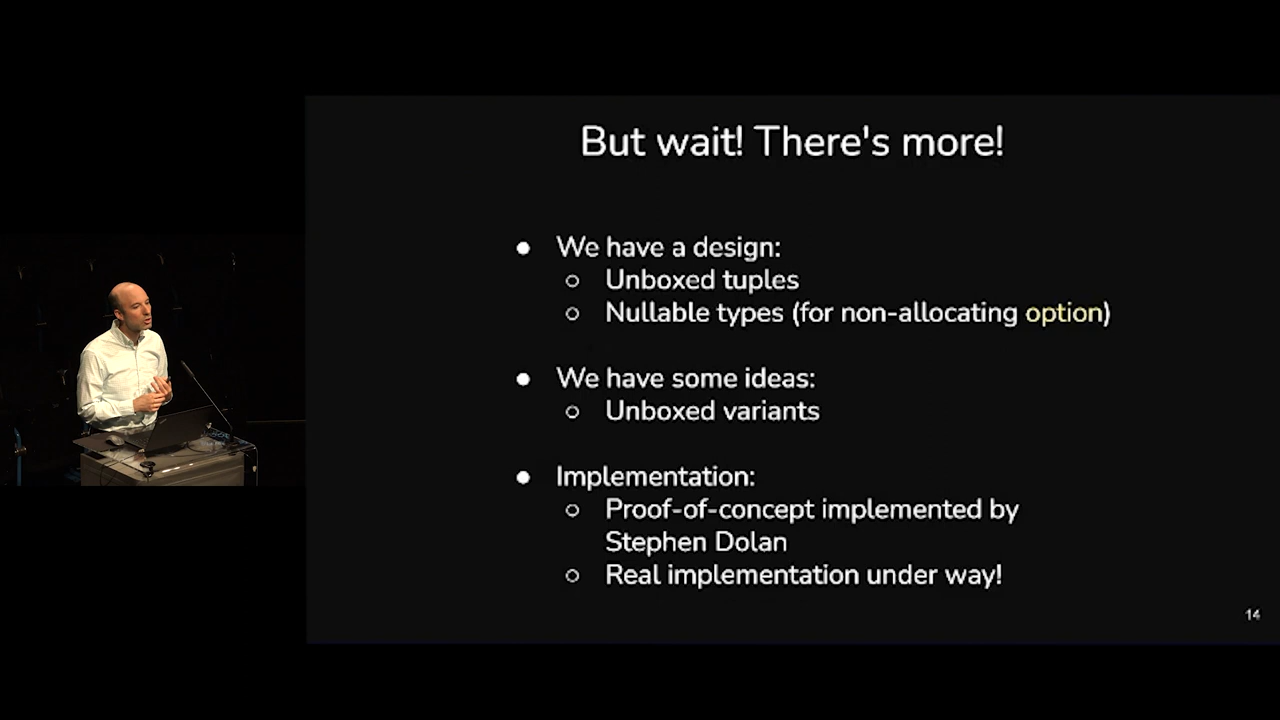 But wait! There's more!
● We have a design:
○ Unboxed tuples
○ Nullable types (for non-allocating option)
● We have some ideas:
○ Unboxed variants
● Implementation:
○ Proof-of-concept implemented by
Stephen Dolan
○ Real implementation under way!
14